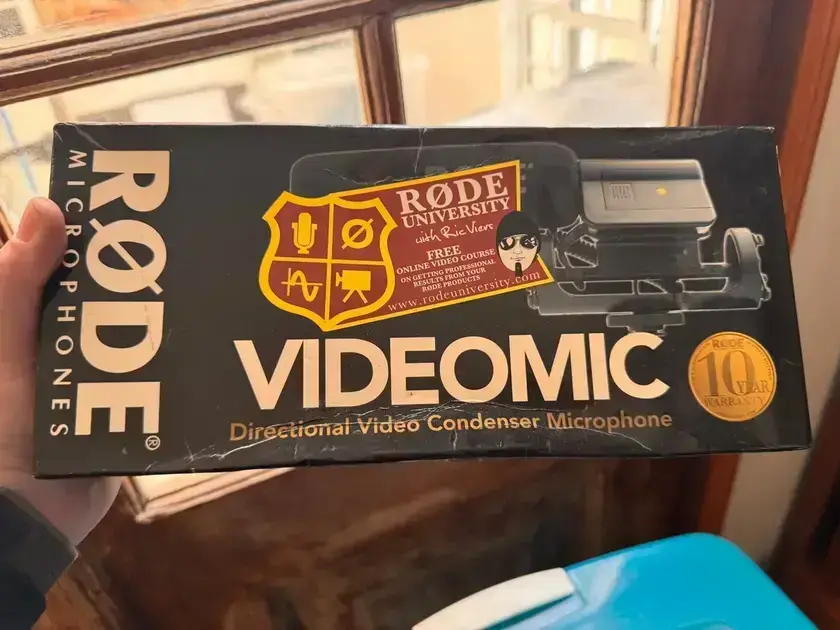 RØDE®
MICROPHONES
RØDE
UNIVERSITY
with Ric Viers
FREE
ONLINE VIDEO COURSE
ON GETTING PROFESSIONAL
RESULTS FROM YOUR
RØDE PRODUCTS
www.rodeuniversity.com
VIDEOMIC
Directional Video Condenser Microphone
RØDE
10
YEAR
WARRANTY